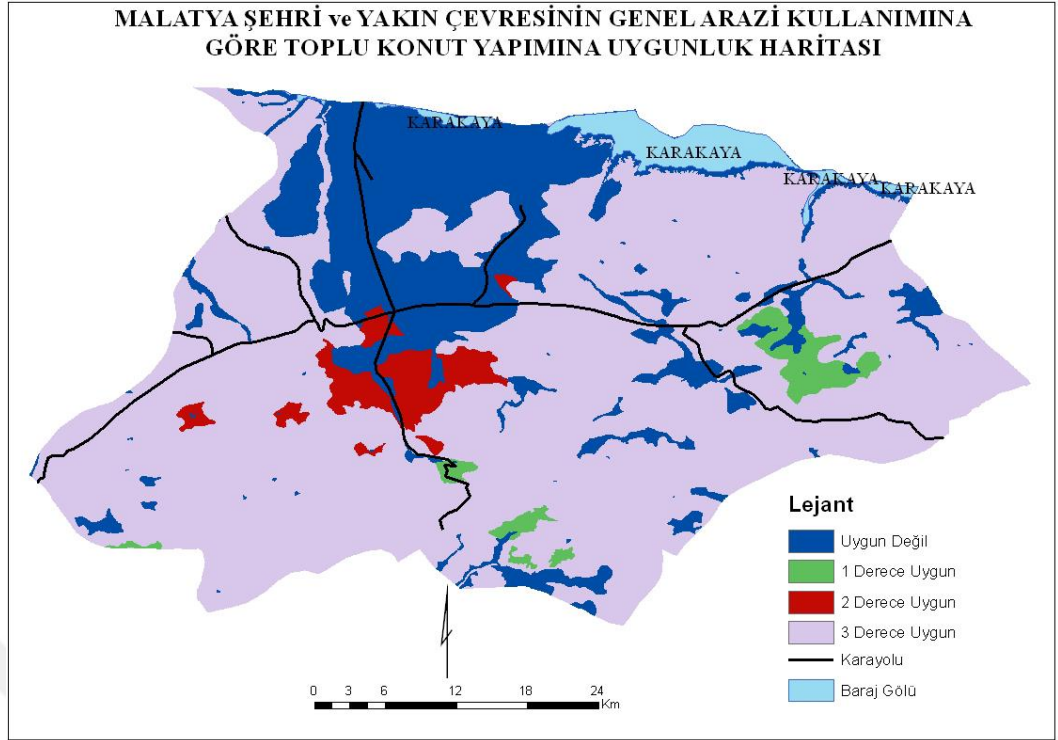 MALATYA ŞEHRİ ve YAKIN ÇEVRESİNİN GENEL ARAZİ KULLANIMINA
GÖRE TOPLU KONUT YAPIMINA UYGUNLUK HARİTASI
KARAKAYA
KARAKAYA
KARAKAYA
KARAKAYA
Lejant
Uygun Değil
1 Derece Uygun
2 Derece Uygun
3 Derece Uygun
Karayolu
Baraj Gölü
0 3 6 12 18 24
Km